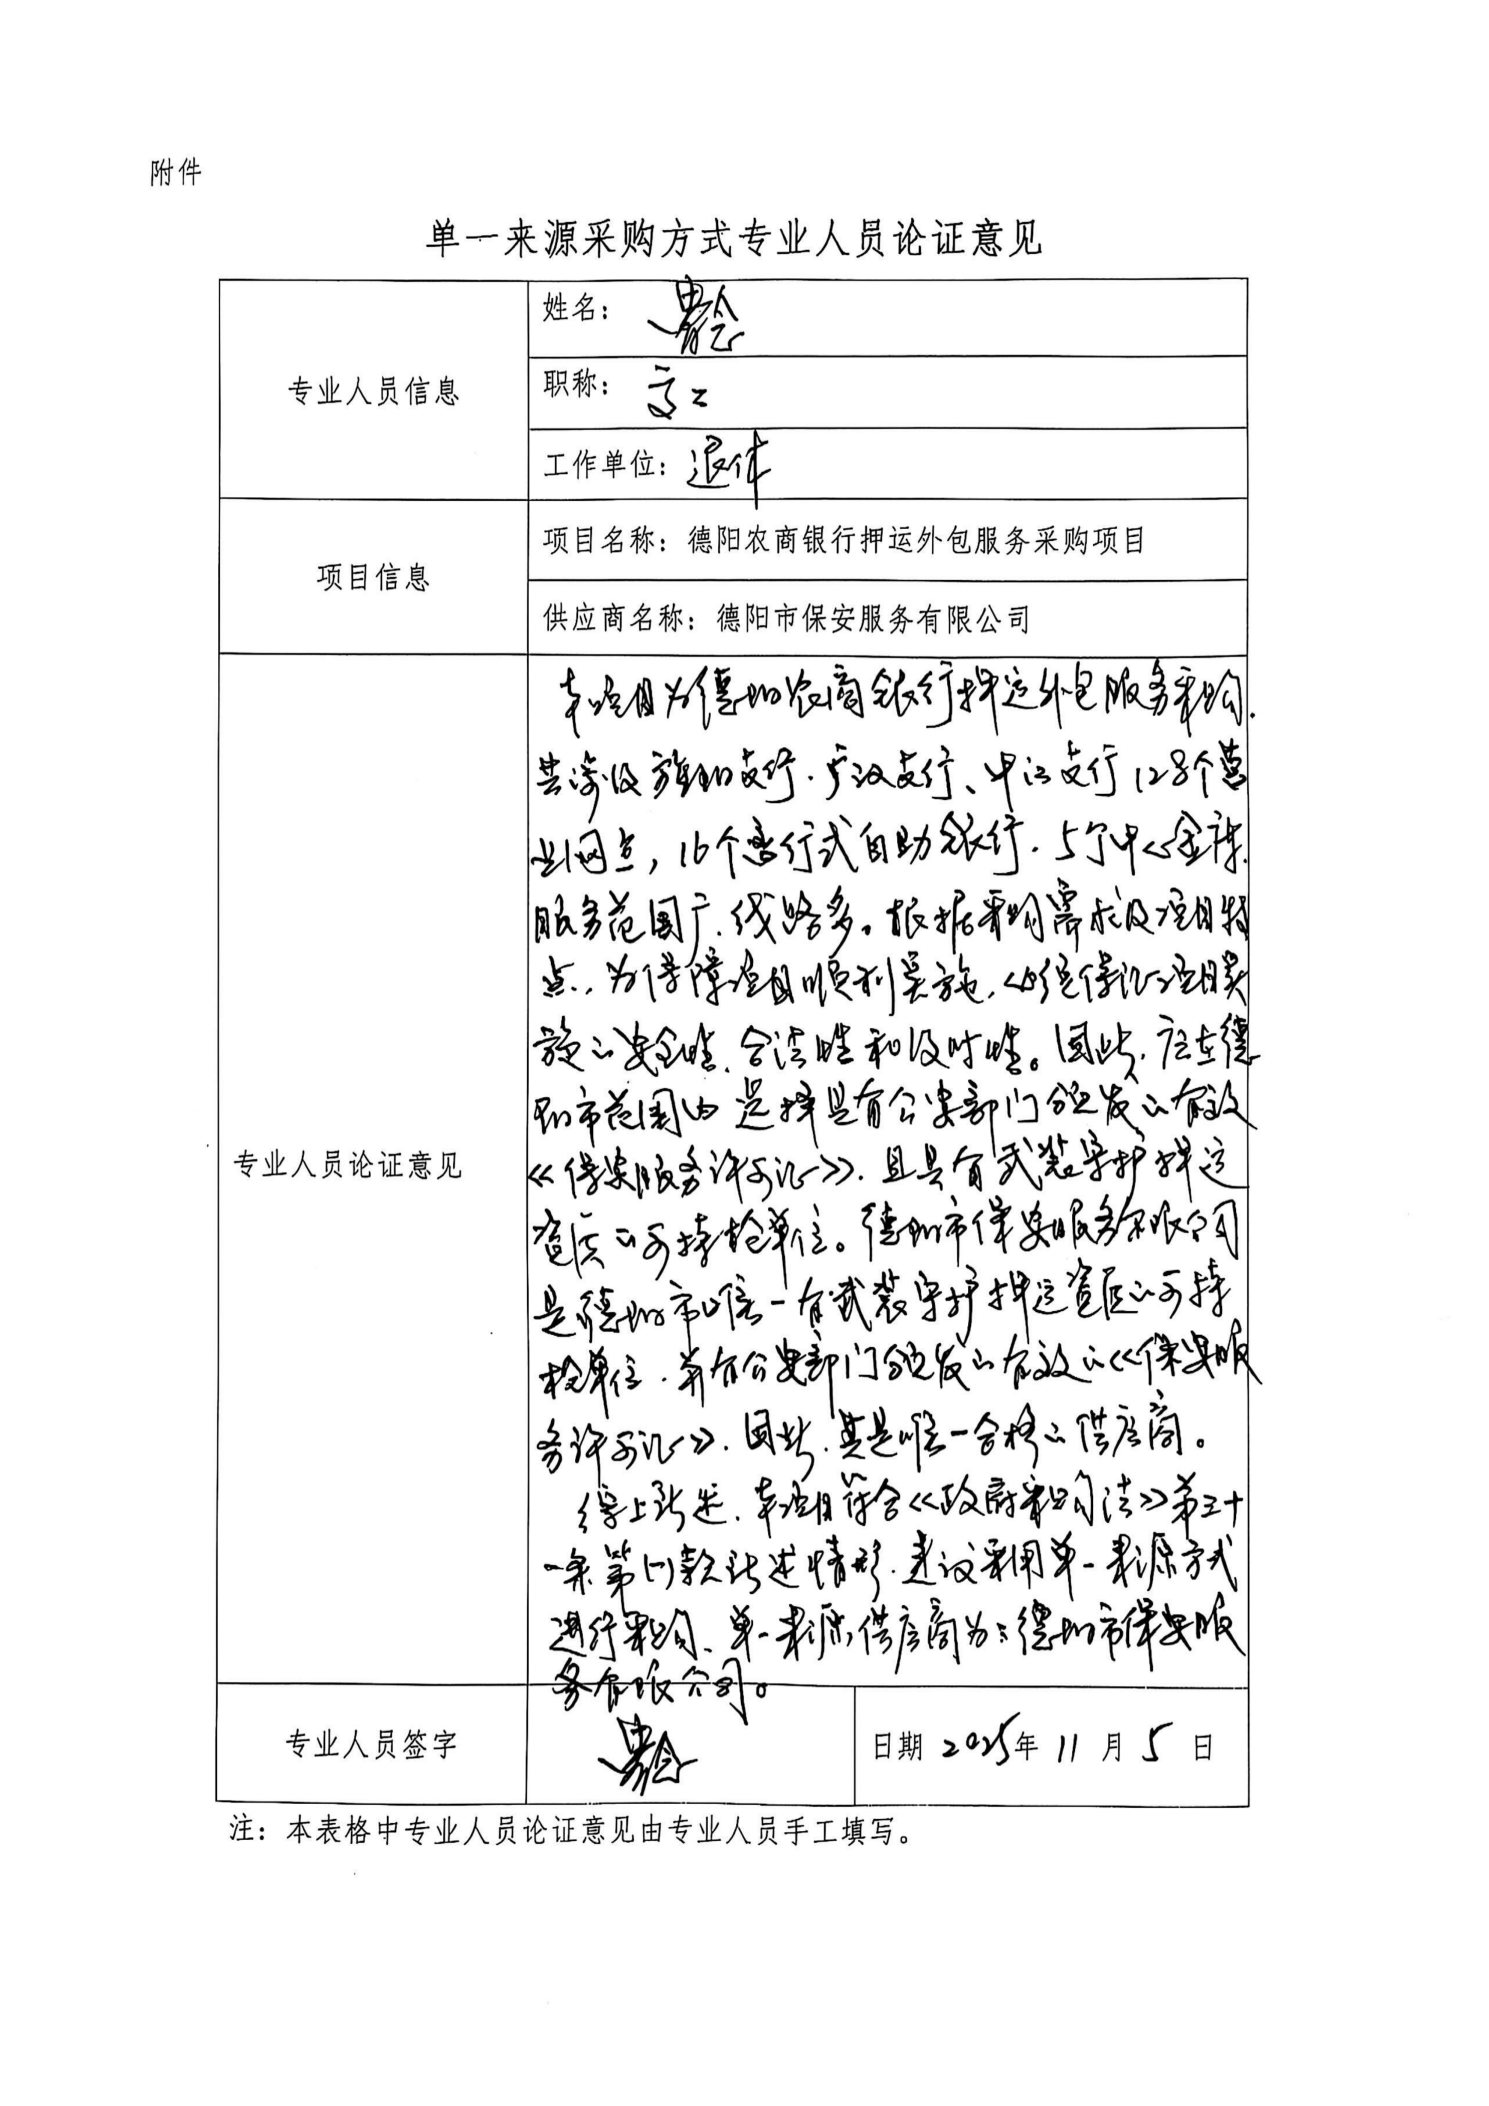 附件
单一来源采购方式专业人员论证意见
专业人员信息
姓名：
职称：高工
工作单位：退休
项目信息
项目名称：德阳农商银行押运外包服务采购项目
供应商名称：德阳市保安服务有限公司
专业人员论证意见
本项目为德阳农商银行押运外包服务采购.
共涉及旌阳支行、广汉支行、中江支行128个营
业网点，16个离行式自助银行、5个中心金库.
服务范围广、线路多。根据采购需求及项目特
点，为保障项目顺利实施，必须保证项目实
施的安全性、合法性和及时性。因此，应在德
阳市范围内选择具有公安部门颁发的有效
《保安服务许可证》、且具有武装守护押运
资质的可持枪单位。德阳市保安服务有限公司
是德阳市唯一有武装守护押运资质的可持
枪单位，并有公安部门颁发的有效的《保安服
务许可证》、因此，其是唯一合格的供应商。
综上所述，本项目符合《政府采购法》第三十
一条第(一)款所述情形，建议采用单一来源方式
进行采购、单一来源供应商为：德阳市保安服
务有限公司。
专业人员签字
日期 2025年 11 月 5 日
注：本表格中专业人员论证意见由专业人员手工填写。